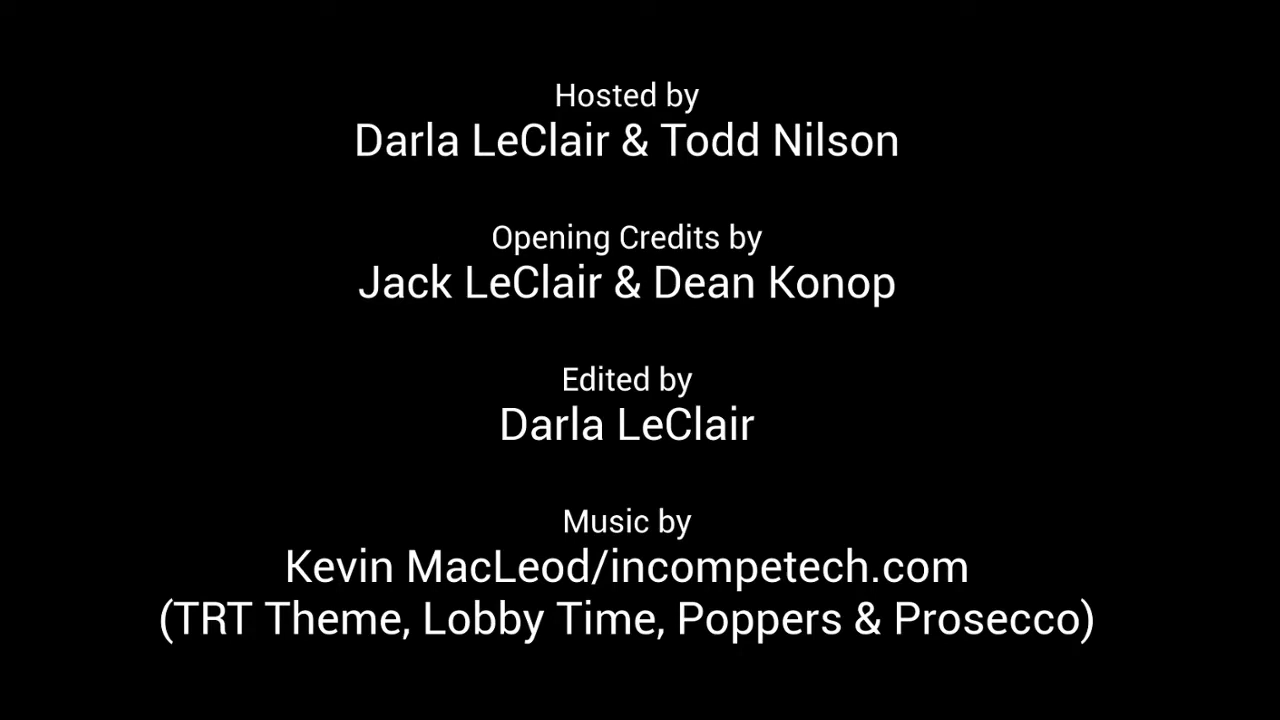 Hosted by
Darla LeClair & Todd Nilson
Opening Credits by
Jack LeClair & Dean Konop
Edited by
Darla LeClair
Music by
Kevin MacLeod/incompetech.com
(TRT Theme, Lobby Time, Poppers & Prosecco)